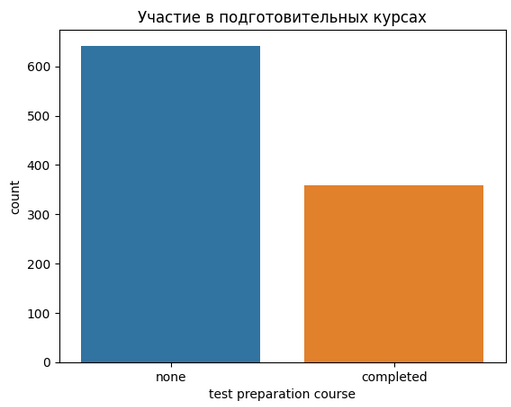 Участие в подготовительных курсах
600
500
400
300
200
100
0
count
none
completed
test preparation course